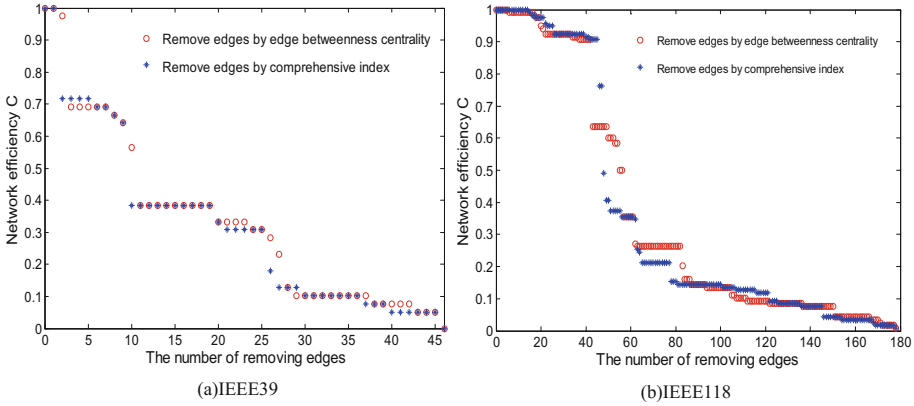 1
0.9
0.8
0.7
0.6
0.5
0.4
0.3
0.2
0.1
0
Network efficiency C
Remove edges by edge betweenness centrality
Remove edges by comprehensive index
0 5 10 15 20 25 30 35 40 45
The number of removing edges
(a)IEEE39
1
0.9
0.8
0.7
0.6
0.5
0.4
0.3
0.2
0.1
0
Network efficiency C
Remove edges by edge betweenness centrality
Remove edges by comprehensive index
0 20 40 60 80 100 120 140 160 180
The number of removing edges
(b)IEEE118